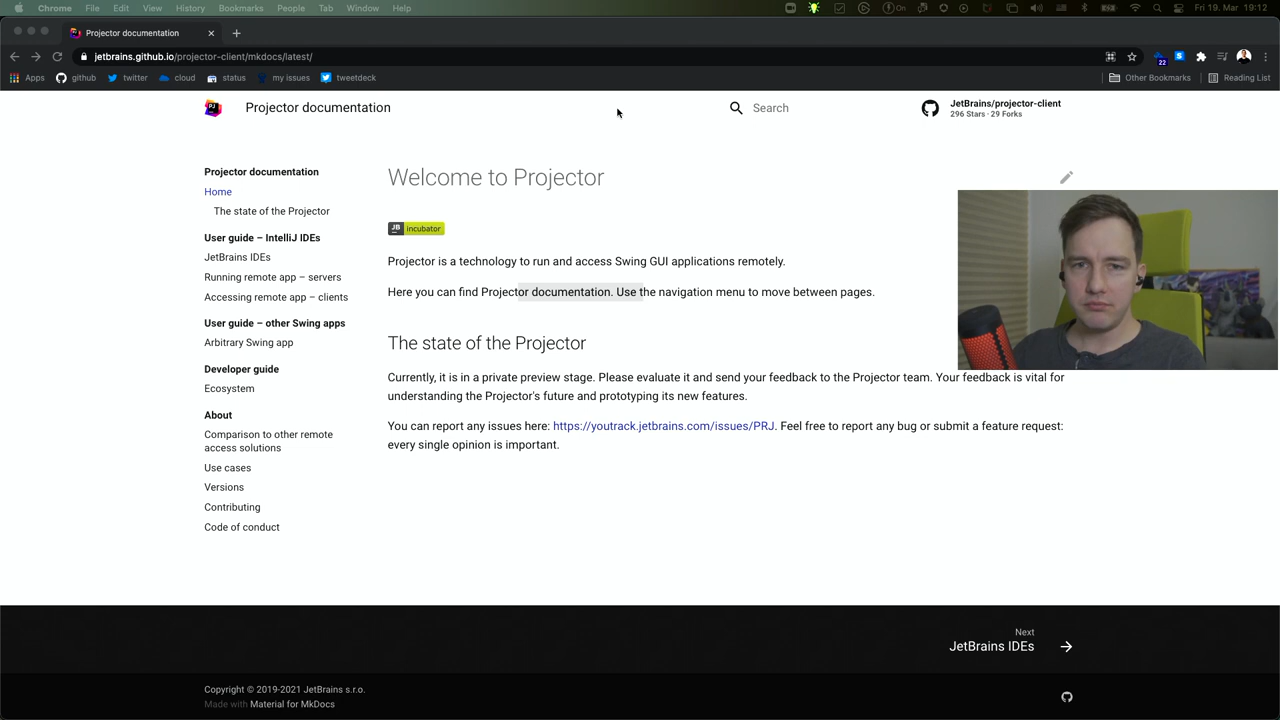 Chrome File Edit View History Bookmarks People Tab Window Help On Fri 19. Mar 19:12
Projector documentation
jetbrains.github.io/projector-client/mkdocs/latest/
22
Apps github twitter cloud status my issues tweetdeck Other Bookmarks Reading List
PJ Projector documentation Search JetBrains/projector-client
296 Stars · 29 Forks
Projector documentation
Home
The state of the Projector
User guide – IntelliJ IDEs
JetBrains IDEs
Running remote app – servers
Accessing remote app – clients
User guide – other Swing apps
Arbitrary Swing app
Developer guide
Ecosystem
About
Comparison to other remote
access solutions
Use cases
Versions
Contributing
Code of conduct
Welcome to Projector
JB incubator
Projector is a technology to run and access Swing GUI applications remotely.
Here you can find Projector documentation. Use the navigation menu to move between pages.
The state of the Projector
Currently, it is in a private preview stage. Please evaluate it and send your feedback to the Projector team. Your feedback is vital for
understanding the Projector's future and prototyping its new features.
You can report any issues here: https://youtrack.jetbrains.com/issues/PRJ. Feel free to report any bug or submit a feature request:
every single opinion is important.
Next
JetBrains IDEs
Copyright © 2019-2021 JetBrains s.r.o.
Made with Material for MkDocs